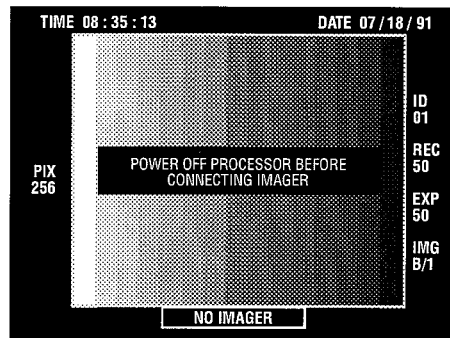 TIME 08:35:13 DATE 07/18/91
ID
01
REC
50
PIX
256
POWER OFF PROCESSOR BEFORE
CONNECTING IMAGER
EXP
50
IMG
B/1
NO IMAGER